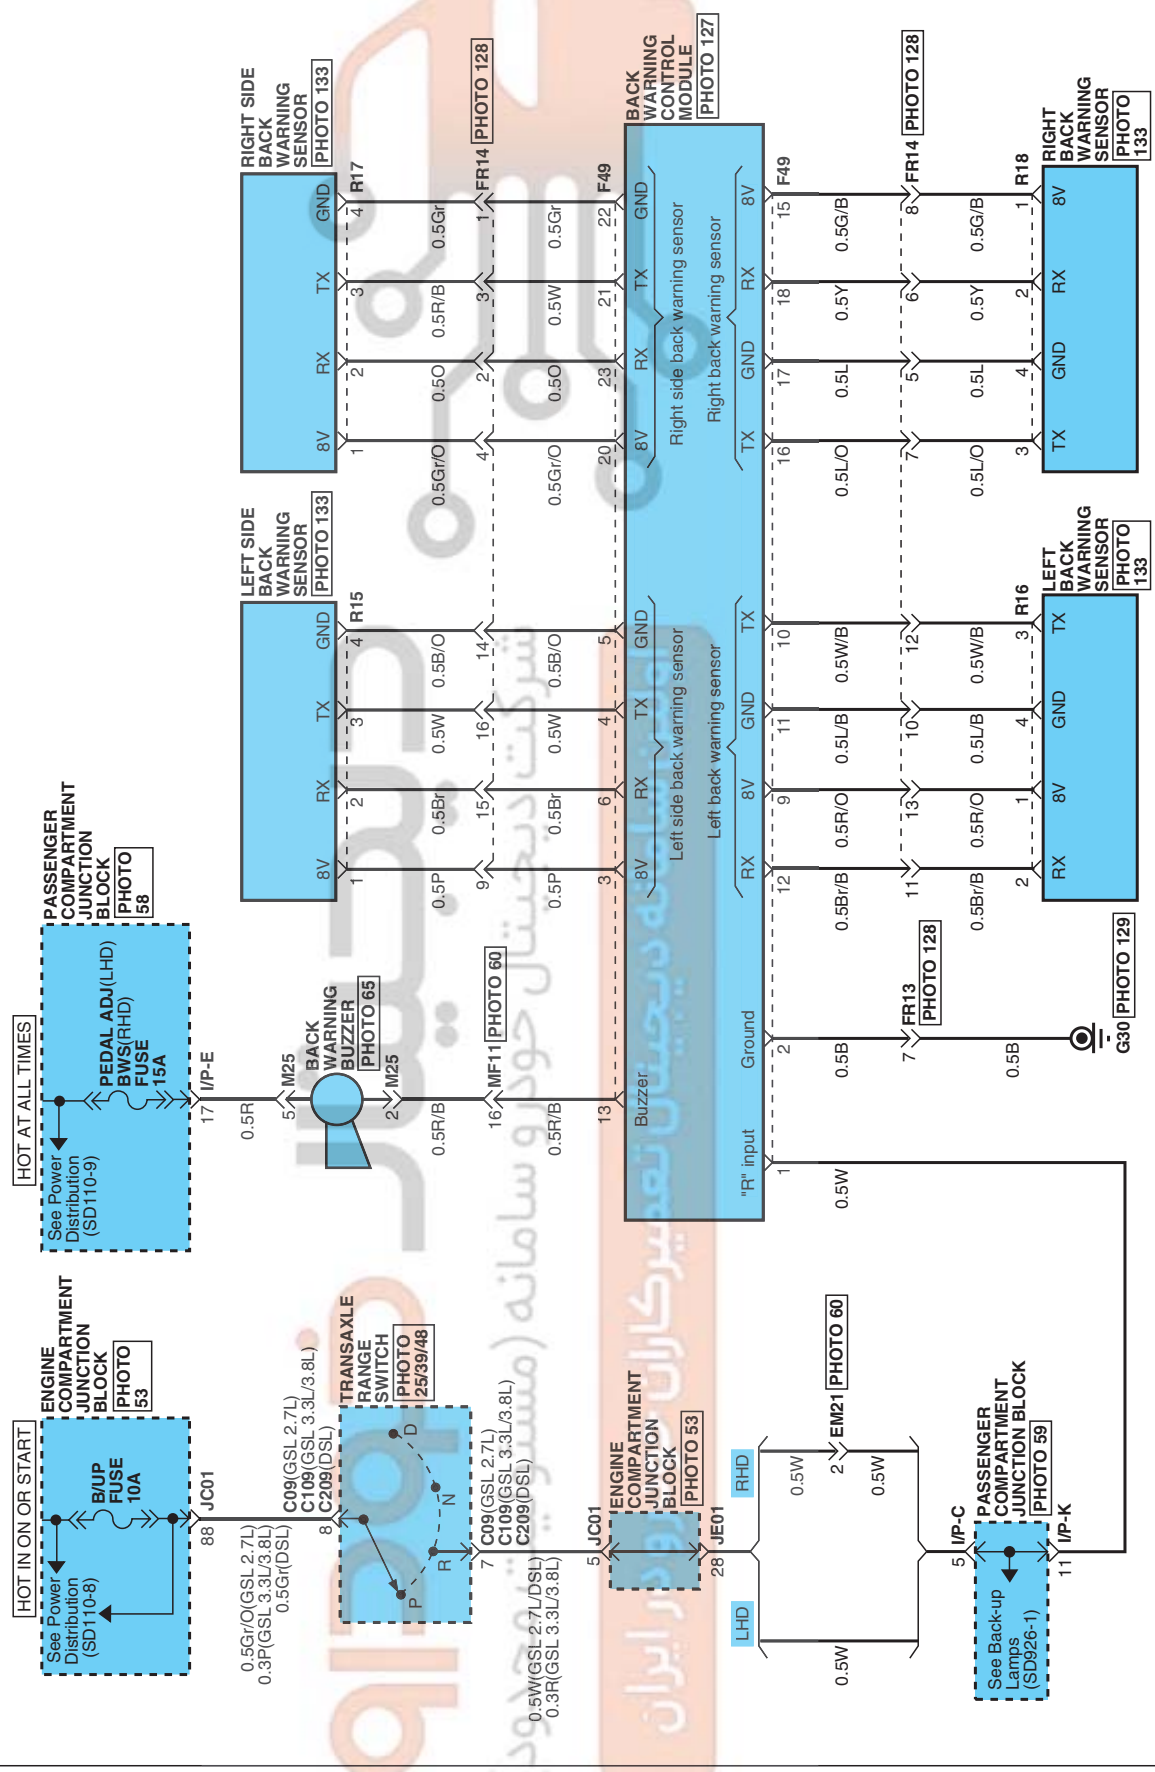 HOT IN ON OR START
ENGINE
COMPARTMENT
JUNCTION
BLOCK
PHOTO
53
See Power
Distribution
(SD110-8)
B/UP
FUSE
10A
88
JC01
0.5Gr/O(GSL 2.7L)
0.3P(GSL 3.3L/3.8L)
0.5Gr(DSL)
C09(GSL 2.7L)
C109(GSL 3.3L/3.8L)
C209(DSL)
8
TRANSAXLE
RANGE
SWITCH
PHOTO
25/39/48
P
R
N
D
7
C09(GSL 2.7L)
C109(GSL 3.3L/3.8L)
C209(DSL)
0.5W(GSL 2.7L/DSL)
0.3R(GSL 3.3L/3.8L)
5
JC01
ENGINE
COMPARTMENT
JUNCTION
BLOCK
PHOTO 53
28
JE01
LHD
RHD
0.5W
0.5W
2
EM21
PHOTO 60
0.5W
5
I/P-C
PASSENGER
COMPARTMENT
JUNCTION BLOCK
PHOTO 59
See Back-up
Lamps
(SD926-1)
11
I/P-K
HOT AT ALL TIMES
PASSENGER
COMPARTMENT
JUNCTION
BLOCK
PHOTO
58
See Power
Distribution
(SD110-9)
PEDAL ADJ(LHD)
BWS(RHD)
FUSE
15A
17
I/P-E
0.5R
5
M25
BACK
WARNING
BUZZER
PHOTO 65
2
M25
0.5R/B
16
MF11
PHOTO 60
0.5R/B
13
Buzzer
LEFT SIDE
BACK
WARNING
SENSOR
PHOTO 133
8V RX TX GND
1 2 3 4 R15
0.5P 0.5Br 0.5W 0.5B/O
9 15 16 14
0.5P 0.5Br 0.5W 0.5B/O
3 6 4 5
8V RX TX GND
Left side back warning sensor
RIGHT SIDE
BACK
WARNING
SENSOR
PHOTO 133
8V RX TX GND
1 2 3 4 R17
0.5Gr/O 0.5O 0.5R/B 0.5Gr
4 2 3 1 FR14 PHOTO 128
0.5Gr/O 0.5O 0.5W 0.5Gr
20 23 21 22 F49
8V RX TX GND
Right side back warning sensor
BACK
WARNING
CONTROL
MODULE
PHOTO 127
"R" input
1
0.5W
Ground
2
0.5B
7
FR13
PHOTO 128
0.5B
G30
PHOTO 129
Left back warning sensor
RX 8V GND TX
12 9 11 10
0.5Br/B 0.5R/O 0.5L/B 0.5W/B
11 13 10 12
0.5Br/B 0.5R/O 0.5L/B 0.5W/B
2 1 4 3 R16
RX 8V GND TX
LEFT
BACK
WARNING
SENSOR
PHOTO
133
Right back warning sensor
TX GND RX 8V
16 17 18 15 F49
0.5L/O 0.5L 0.5Y 0.5G/B
7 5 6 8 FR14 PHOTO 128
0.5L/O 0.5L 0.5Y 0.5G/B
3 4 2 1 R18
TX GND RX 8V
RIGHT
BACK
WARNING
SENSOR
PHOTO
133
شرکت دیجیتال خودرو سامانه (مسئولیت محدود
اولین سامانه دیجیتال تعمیرکاران خودرو در ایران